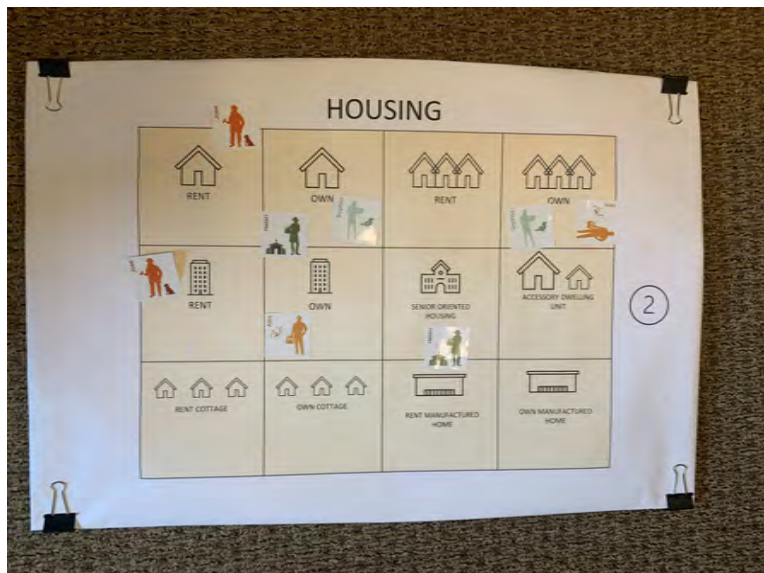 HOUSING
RENT
OWN
RENT
OWN
RENT
OWN
SENIOR ORIENTED
HOUSING
ACCESSORY DWELLING
UNIT
2
RENT COTTAGE
OWN COTTAGE
RENT MANUFACTURED
HOME
OWN MANUFACTURED
HOME